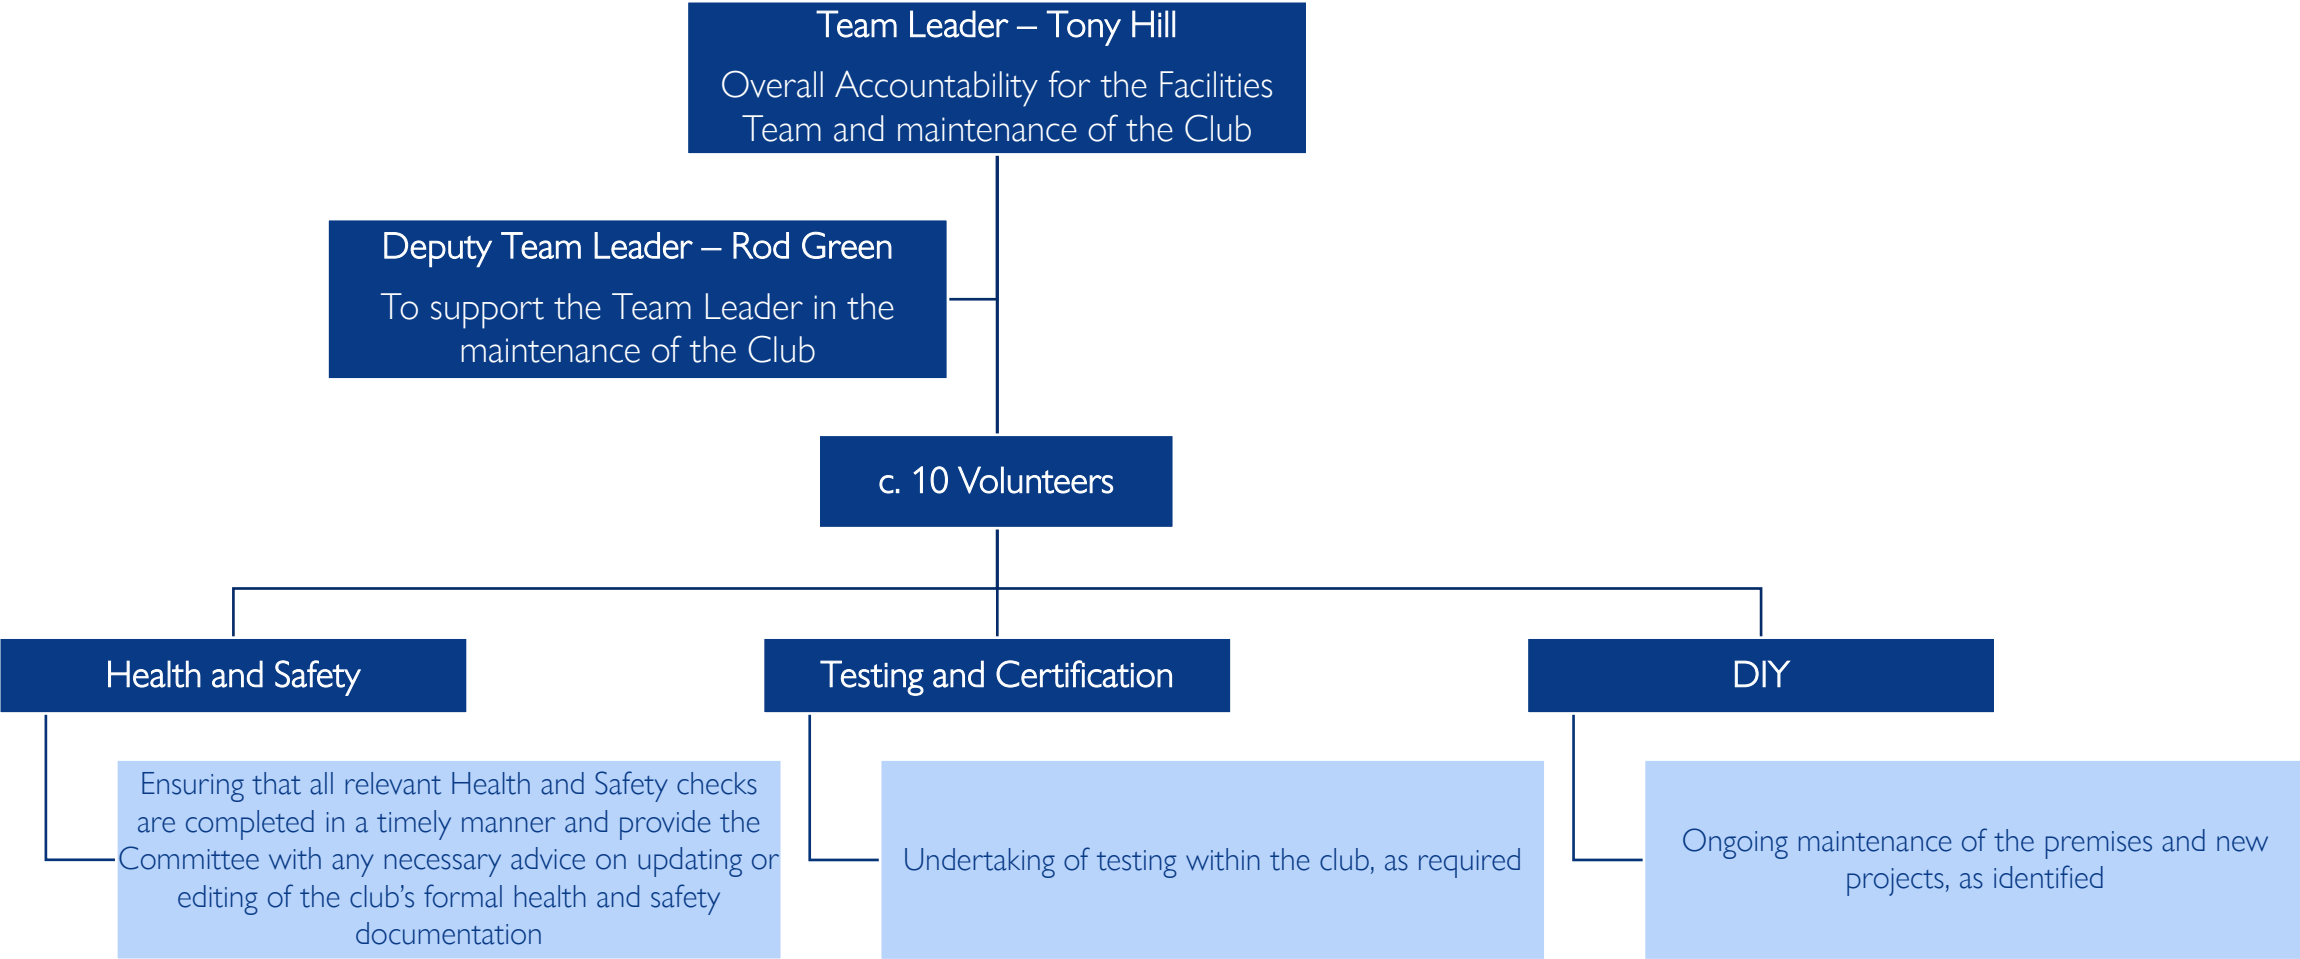 Team Leader – Tony Hill
Overall Accountability for the Facilities
Team and maintenance of the Club
Deputy Team Leader – Rod Green
To support the Team Leader in the
maintenance of the Club
c. 10 Volunteers
Health and Safety
Ensuring that all relevant Health and Safety checks
are completed in a timely manner and provide the
Committee with any necessary advice on updating or
editing of the club’s formal health and safety
documentation
Testing and Certification
Undertaking of testing within the club, as required
DIY
Ongoing maintenance of the premises and new
projects, as identified